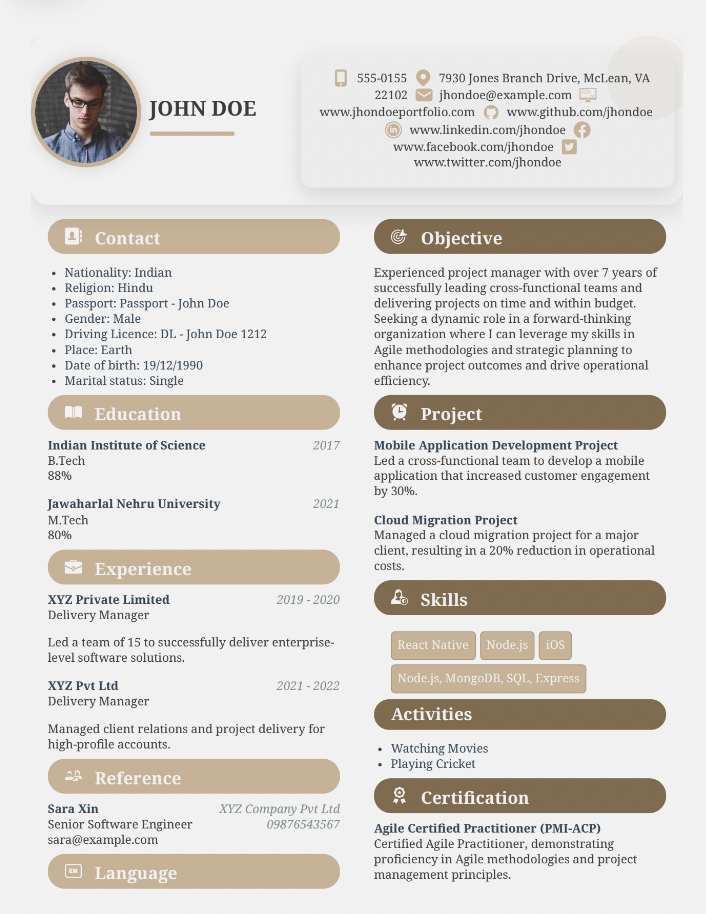 JOHN DOE
555-0155 7930 Jones Branch Drive, McLean, VA
22102 jhondoe@example.com
www.jhondoeportfolio.com www.github.com/jhondoe
www.linkedin.com/jhondoe
www.facebook.com/jhondoe
www.twitter.com/jhondoe
Contact
• Nationality: Indian
• Religion: Hindu
• Passport: Passport - John Doe
• Gender: Male
• Driving Licence: DL - John Doe 1212
• Place: Earth
• Date of birth: 19/12/1990
• Marital status: Single
Education
Indian Institute of Science 2017
B.Tech
88%
Jawaharlal Nehru University 2021
M.Tech
80%
Experience
XYZ Private Limited 2019 - 2020
Delivery Manager
Led a team of 15 to successfully deliver enterprise-
level software solutions.
XYZ Pvt Ltd 2021 - 2022
Delivery Manager
Managed client relations and project delivery for
high-profile accounts.
Reference
Sara Xin XYZ Company Pvt Ltd
Senior Software Engineer 09876543567
sara@example.com
EN Language
Objective
Experienced project manager with over 7 years of
successfully leading cross-functional teams and
delivering projects on time and within budget.
Seeking a dynamic role in a forward-thinking
organization where I can leverage my skills in
Agile methodologies and strategic planning to
enhance project outcomes and drive operational
efficiency.
Project
Mobile Application Development Project
Led a cross-functional team to develop a mobile
application that increased customer engagement
by 30%.
Cloud Migration Project
Managed a cloud migration project for a major
client, resulting in a 20% reduction in operational
costs.
Skills
React Native Node.js iOS
Node.js, MongoDB, SQL, Express
Activities
• Watching Movies
• Playing Cricket
Certification
Agile Certified Practitioner (PMI-ACP)
Certified Agile Practitioner, demonstrating
proficiency in Agile methodologies and project
management principles.